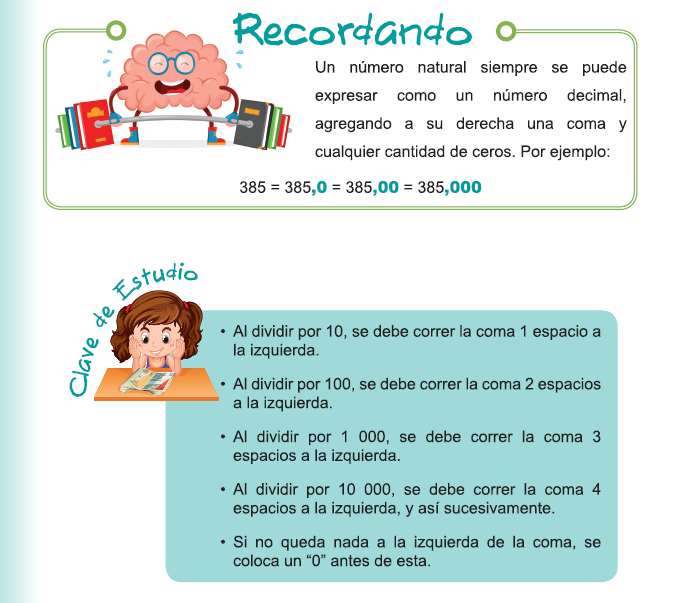 Recordando
Un número natural siempre se puede
expresar como un número decimal,
agregando a su derecha una coma y
cualquier cantidad de ceros. Por ejemplo:
385 = 385,0 = 385,00 = 385,000
Clave de Estudio
• Al dividir por 10, se debe correr la coma 1 espacio a
la izquierda.
• Al dividir por 100, se debe correr la coma 2 espacios
a la izquierda.
• Al dividir por 1 000, se debe correr la coma 3
espacios a la izquierda.
• Al dividir por 10 000, se debe correr la coma 4
espacios a la izquierda, y así sucesivamente.
• Si no queda nada a la izquierda de la coma, se
coloca un “0” antes de esta.